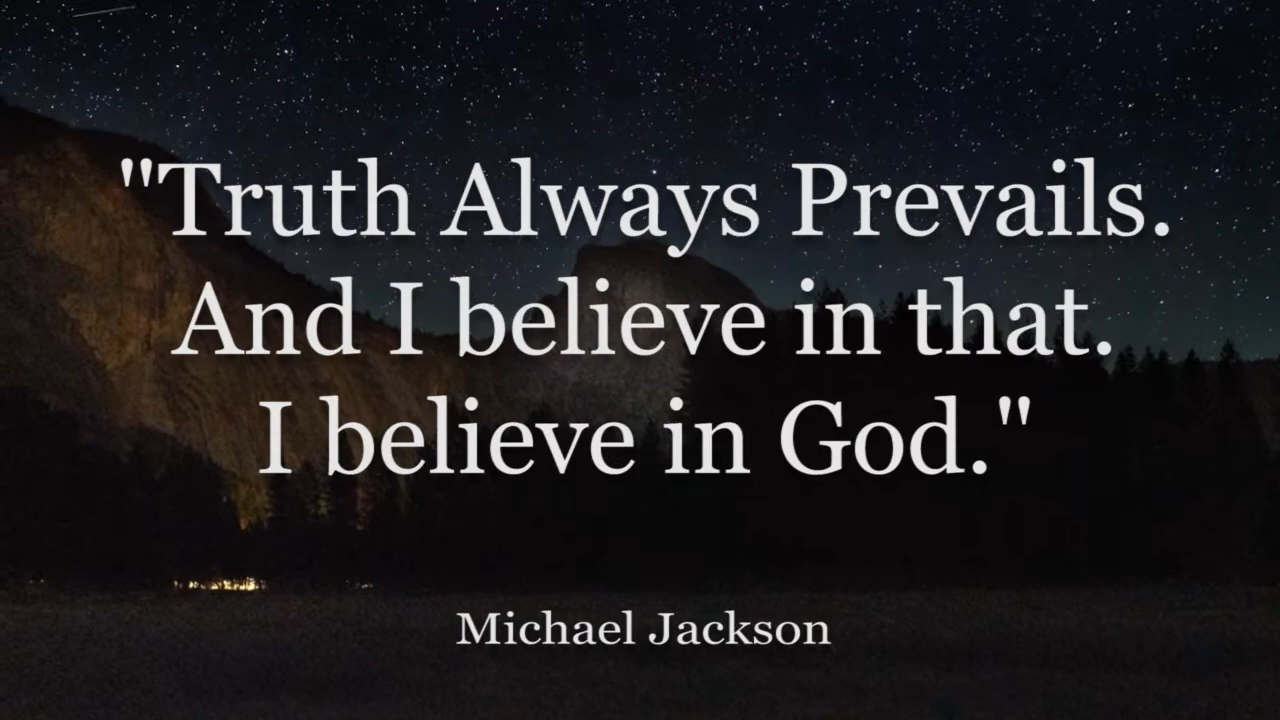 "Truth Always Prevails.
And I believe in that.
I believe in God."
Michael Jackson